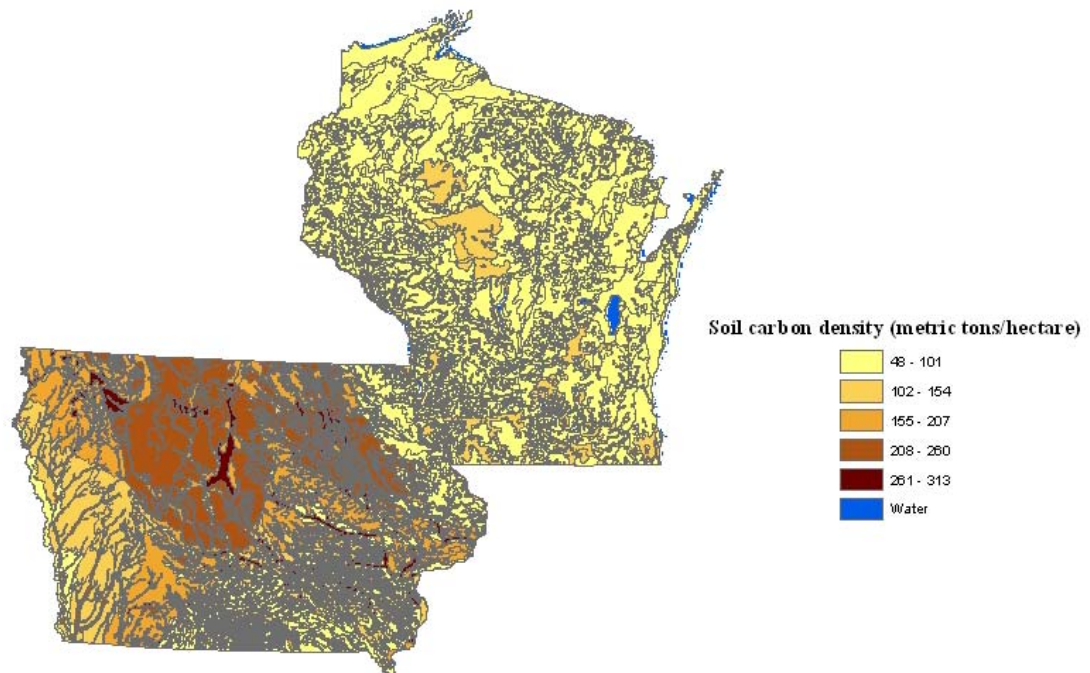 Soil carbon density (metric tons/hectare)
48 - 101
102 - 154
155 - 207
208 - 260
261 - 313
Water